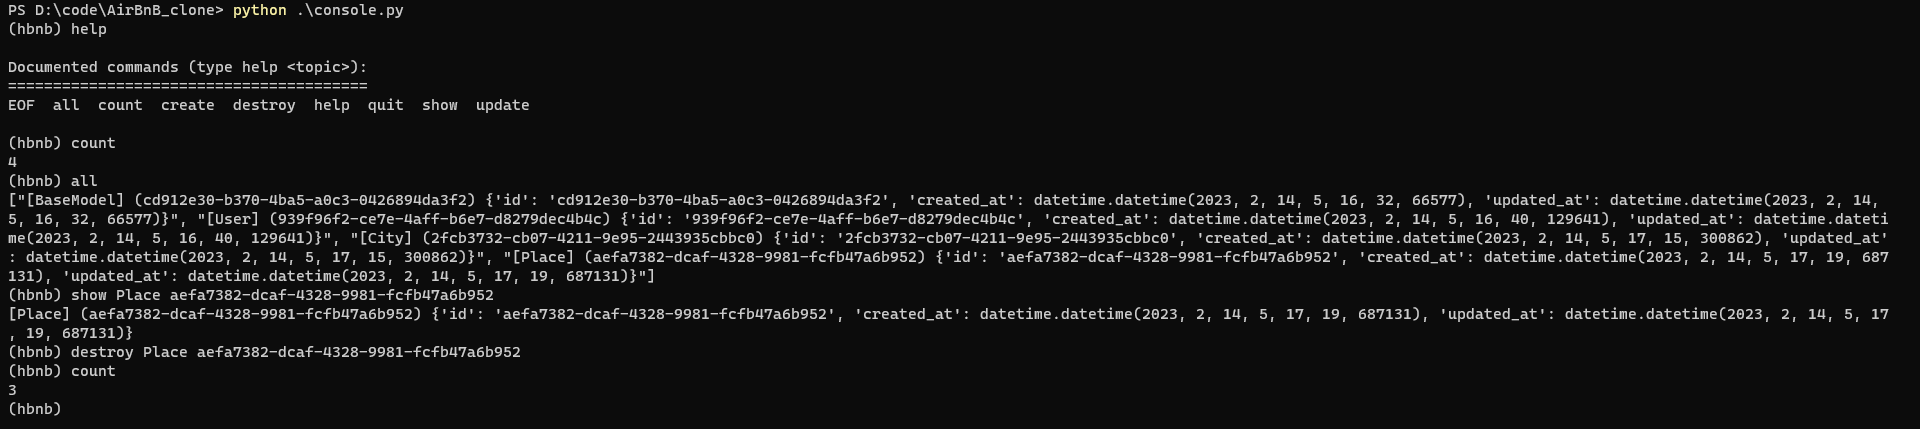 PS D:\code\AirBnB_clone> python .\console.py
(hbnb) help
Documented commands (type help <topic>):
========================================
EOF  all  count  create  destroy  help  quit  show  update
(hbnb) count
4
(hbnb) all
["[BaseModel] (cd912e30-b370-4ba5-a0c3-0426894da3f2) {'id': 'cd912e30-b370-4ba5-a0c3-0426894da3f2', 'created_at': datetime.datetime(2023, 2, 14, 5, 16, 32, 66577), 'updated_at': datetime.datetime(2023, 2, 14,
5, 16, 32, 66577)}", "[User] (939f96f2-ce7e-4aff-b6e7-d8279dec4b4c) {'id': '939f96f2-ce7e-4aff-b6e7-d8279dec4b4c', 'created_at': datetime.datetime(2023, 2, 14, 5, 16, 40, 129641), 'updated_at': datetime.dateti
me(2023, 2, 14, 5, 16, 40, 129641)}", "[City] (2fcb3732-cb07-4211-9e95-2443935cbbc0) {'id': '2fcb3732-cb07-4211-9e95-2443935cbbc0', 'created_at': datetime.datetime(2023, 2, 14, 5, 17, 15, 300862), 'updated_at'
: datetime.datetime(2023, 2, 14, 5, 17, 15, 300862)}", "[Place] (aefa7382-dcaf-4328-9981-fcfb47a6b952) {'id': 'aefa7382-dcaf-4328-9981-fcfb47a6b952', 'created_at': datetime.datetime(2023, 2, 14, 5, 17, 19, 687
131), 'updated_at': datetime.datetime(2023, 2, 14, 5, 17, 19, 687131)}"]
(hbnb) show Place aefa7382-dcaf-4328-9981-fcfb47a6b952
[Place] (aefa7382-dcaf-4328-9981-fcfb47a6b952) {'id': 'aefa7382-dcaf-4328-9981-fcfb47a6b952', 'created_at': datetime.datetime(2023, 2, 14, 5, 17, 19, 687131), 'updated_at': datetime.datetime(2023, 2, 14, 5, 17
, 19, 687131)}
(hbnb) destroy Place aefa7382-dcaf-4328-9981-fcfb47a6b952
(hbnb) count
3
(hbnb)